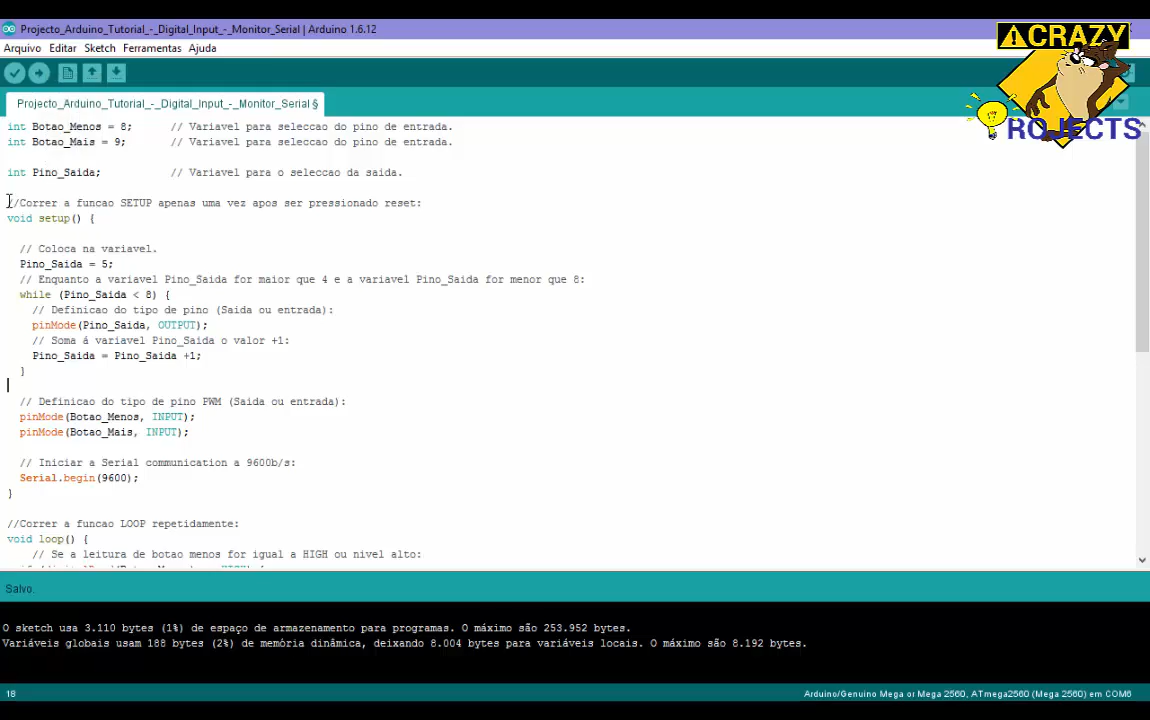 Projecto_Arduino_Tutorial_-_Digital_Input_-_Monitor_Serial | Arduino 1.6.12
Arquivo Editar Sketch Ferramentas Ajuda
CRAZY
ROJECTS
Projecto_Arduino_Tutorial_-_Digital_Input_-_Monitor_Serial §
int Botao_Menos = 8; // Variavel para seleccao do pino de entrada.
int Botao_Mais = 9; // Variavel para seleccao do pino de entrada.
int Pino_Saida; // Variavel para o seleccao da saida.
//Correr a funcao SETUP apenas uma vez apos ser pressionado reset:
void setup() {
// Coloca na variavel.
Pino_Saida = 5;
// Enquanto a variavel Pino_Saida for maior que 4 e a variavel Pino_Saida for menor que 8:
while (Pino_Saida < 8) {
// Definicao do tipo de pino (Saida ou entrada):
pinMode(Pino_Saida, OUTPUT);
// Soma á variavel Pino_Saida o valor +1:
Pino_Saida = Pino_Saida +1;
}
// Definicao do tipo de pino PWM (Saida ou entrada):
pinMode(Botao_Menos, INPUT);
pinMode(Botao_Mais, INPUT);
// Iniciar a Serial communication a 9600b/s:
Serial.begin(9600);
}
//Correr a funcao LOOP repetidamente:
void loop() {
// Se a leitura de botao menos for igual a HIGH ou nivel alto:
Salvo.
O sketch usa 3.110 bytes (1%) de espaço de armazenamento para programas. O máximo são 253.952 bytes.
Variáveis globais usam 188 bytes (2%) de memória dinâmica, deixando 8.004 bytes para variáveis locais. O máximo são 8.192 bytes.
18 Arduino/Genuino Mega or Mega 2560, ATmega2560 (Mega 2560) em COM6